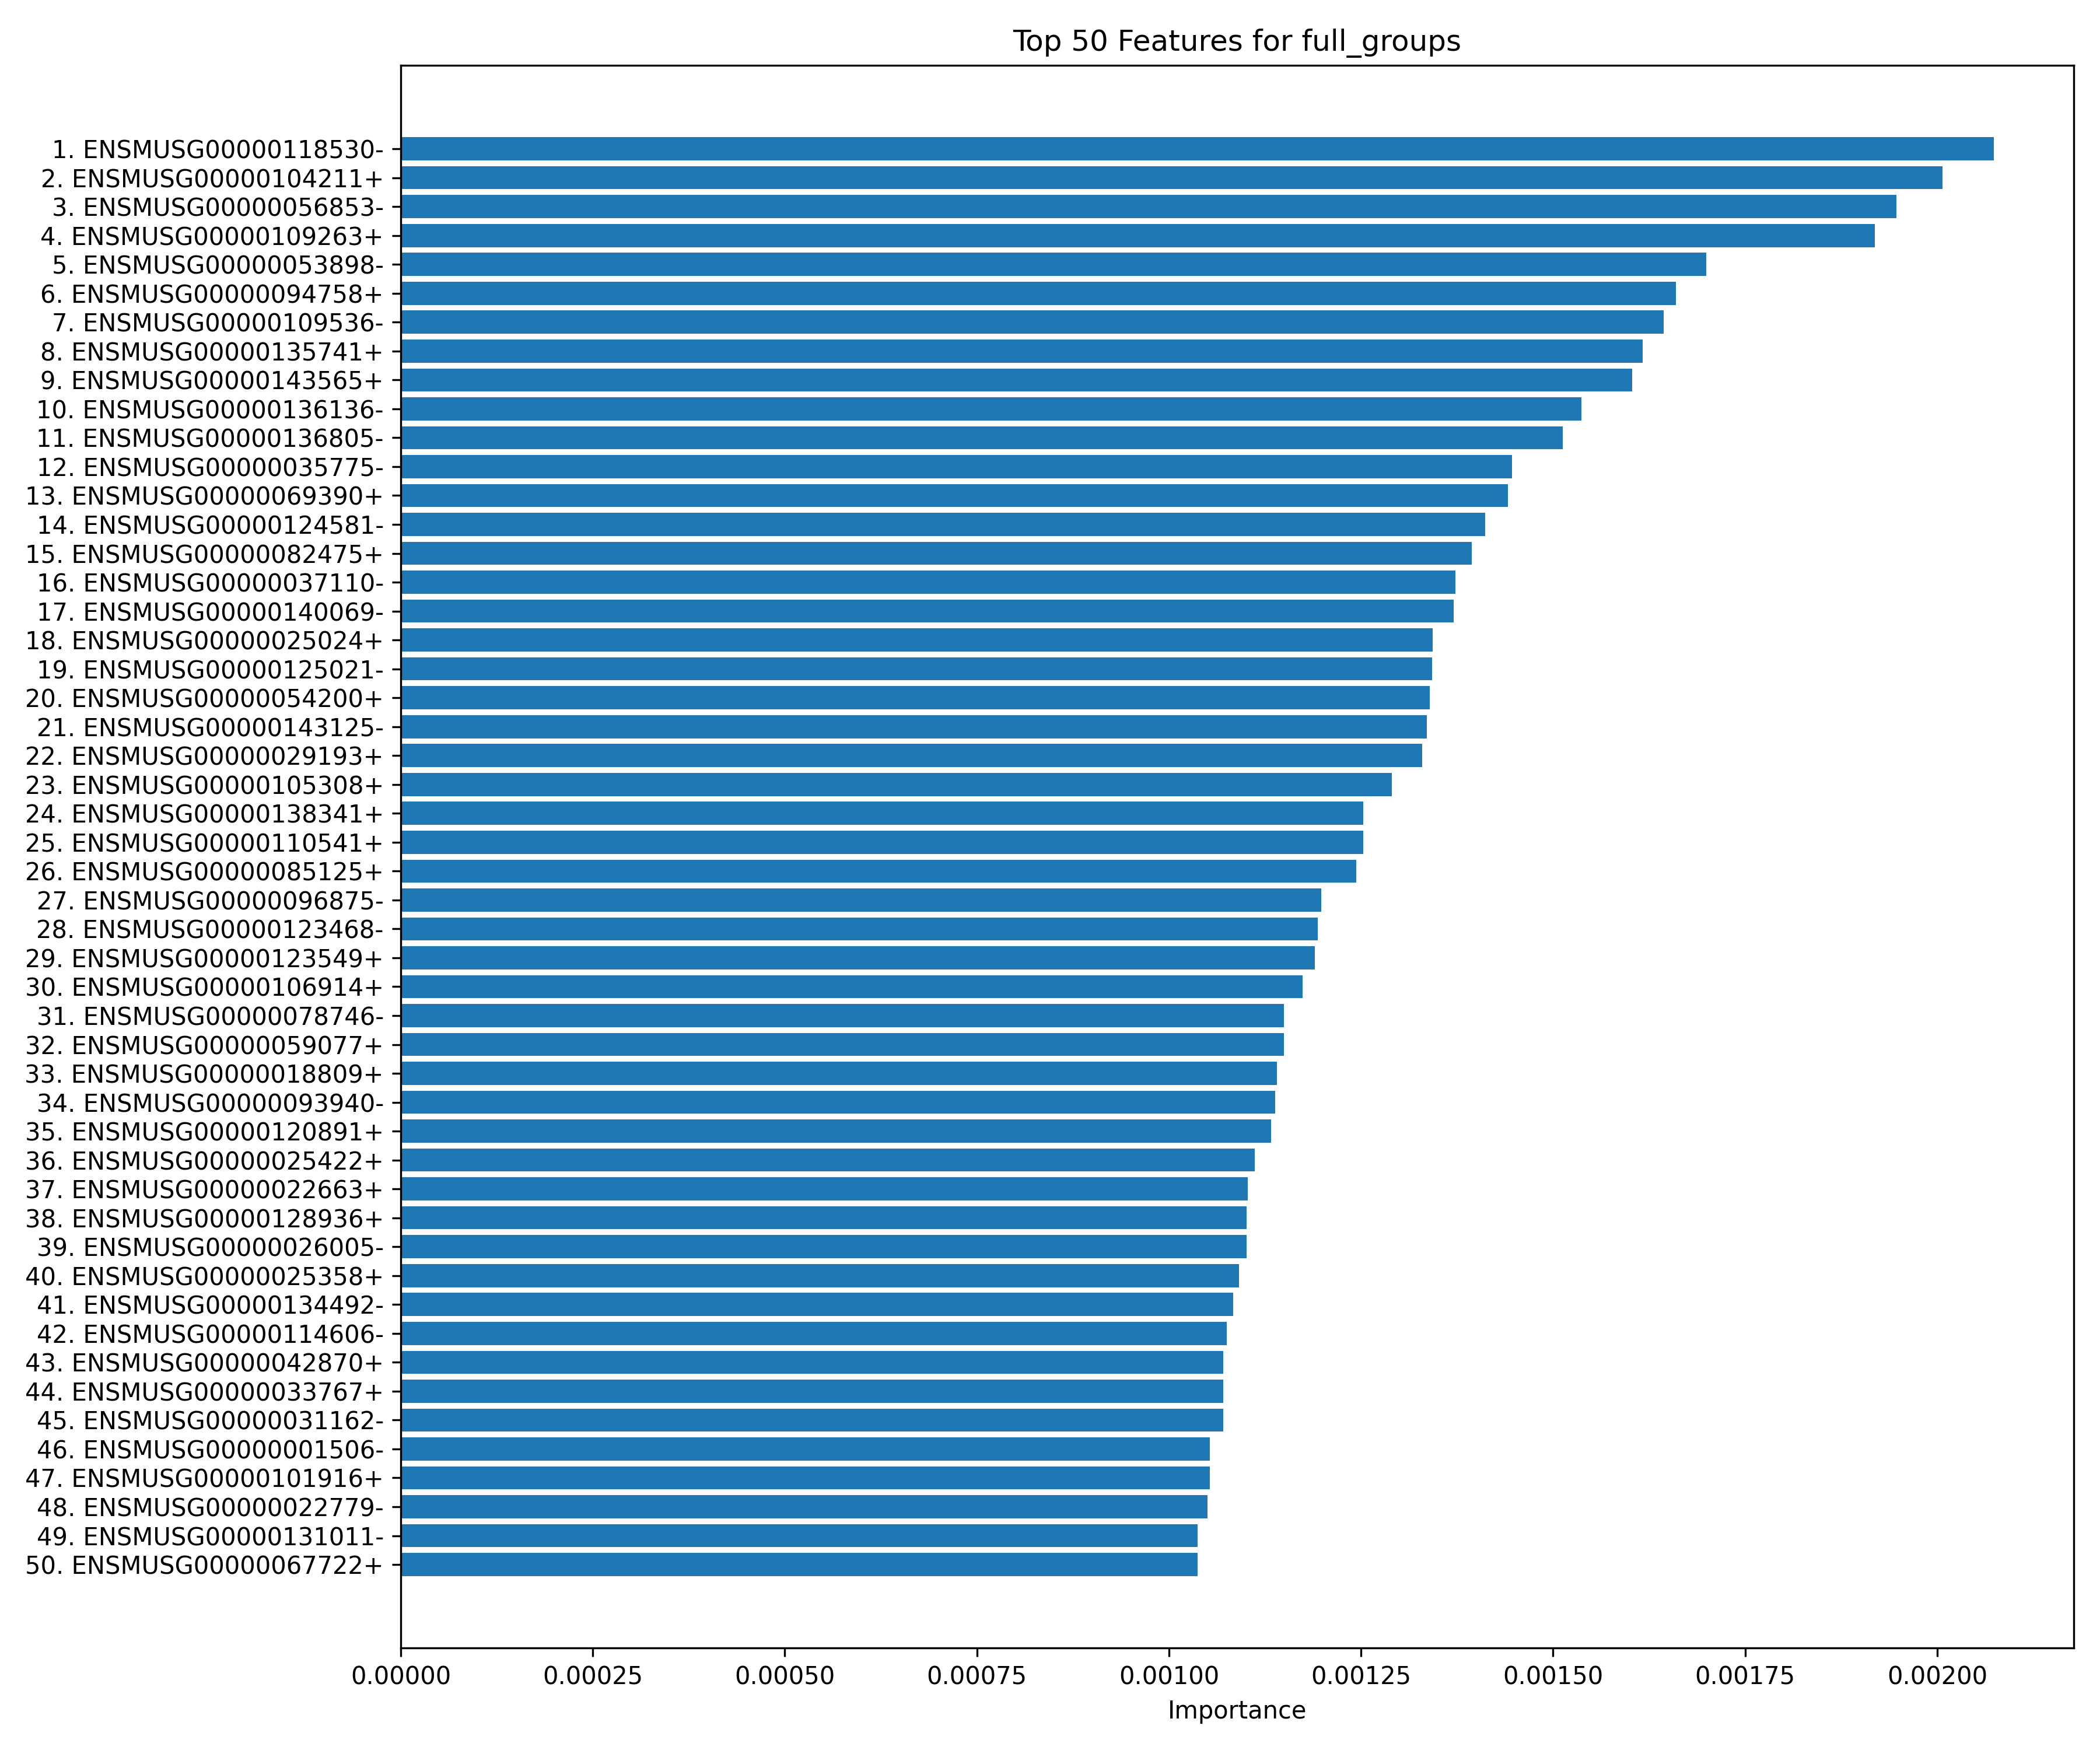 Top 50 Features for full_groups
1. ENSMUSG00000118530-
2. ENSMUSG00000104211+
3. ENSMUSG00000056853-
4. ENSMUSG00000109263+
5. ENSMUSG00000053898-
6. ENSMUSG00000094758+
7. ENSMUSG00000109536-
8. ENSMUSG00000135741+
9. ENSMUSG00000143565+
10. ENSMUSG00000136136-
11. ENSMUSG00000136805-
12. ENSMUSG00000035775-
13. ENSMUSG00000069390+
14. ENSMUSG00000124581-
15. ENSMUSG00000082475+
16. ENSMUSG00000037110-
17. ENSMUSG00000140069-
18. ENSMUSG00000025024+
19. ENSMUSG00000125021-
20. ENSMUSG00000054200+
21. ENSMUSG00000143125-
22. ENSMUSG00000029193+
23. ENSMUSG00000105308+
24. ENSMUSG00000138341+
25. ENSMUSG00000110541+
26. ENSMUSG00000085125+
27. ENSMUSG00000096875-
28. ENSMUSG00000123468-
29. ENSMUSG00000123549+
30. ENSMUSG00000106914+
31. ENSMUSG00000078746-
32. ENSMUSG00000059077+
33. ENSMUSG00000018809+
34. ENSMUSG00000093940-
35. ENSMUSG00000120891+
36. ENSMUSG00000025422+
37. ENSMUSG00000022663+
38. ENSMUSG00000128936+
39. ENSMUSG00000026005-
40. ENSMUSG00000025358+
41. ENSMUSG00000134492-
42. ENSMUSG00000114606-
43. ENSMUSG00000042870+
44. ENSMUSG00000033767+
45. ENSMUSG00000031162-
46. ENSMUSG00000001506-
47. ENSMUSG00000101916+
48. ENSMUSG00000022779-
49. ENSMUSG00000131011-
50. ENSMUSG00000067722+
0.00000 0.00025 0.00050 0.00075 0.00100 0.00125 0.00150 0.00175 0.00200
Importance